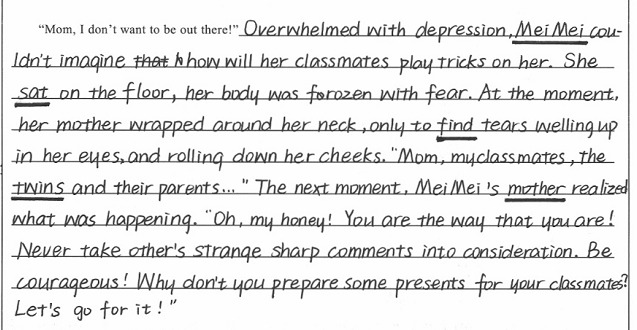 "Mom, I don't want to be out there!" Overwhelmed with depression, Mei Mei cou-
ldn't imagine that how will her classmates play tricks on her. She
sat on the floor, her body was forozen with fear. At the moment,
her mother wrapped around her neck, only to find tears welling up
in her eyes, and rolling down her cheeks. "Mom, my classmates, the
twins and their parents..." The next moment, Mei Mei's mother realized
what was happening. "Oh, my honey! You are the way that you are!
Never take other's strange sharp comments into consideration. Be
courageous! Why don't you prepare some presents for your classmates?
Let's go for it!"